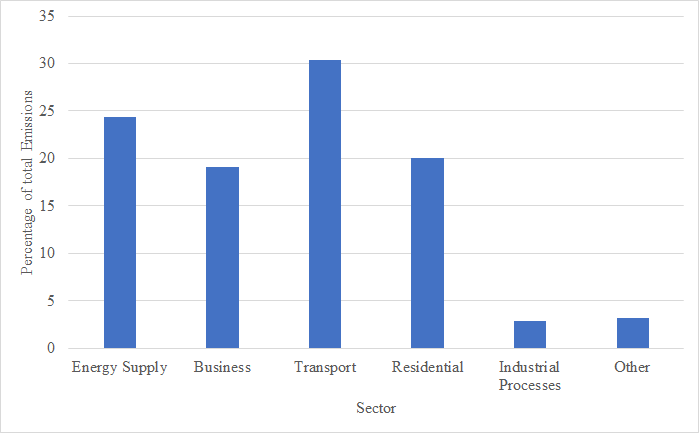 35
30
25
20
15
10
5
0
Percentage of total Emissions
Energy Supply
Business
Transport
Residential
Industrial
Processes
Other
Sector